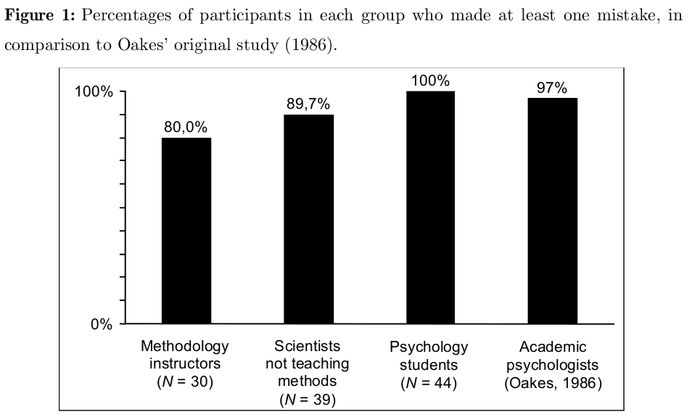 Figure 1: Percentages of participants in each group who made at least one mistake, in
comparison to Oakes’ original study (1986).
100%
0%
80,0%
89,7%
100%
97%
Methodology
instructors
(N = 30)
Scientists
not teaching
methods
(N = 39)
Psychology
students
(N = 44)
Academic
psychologists
(Oakes, 1986)